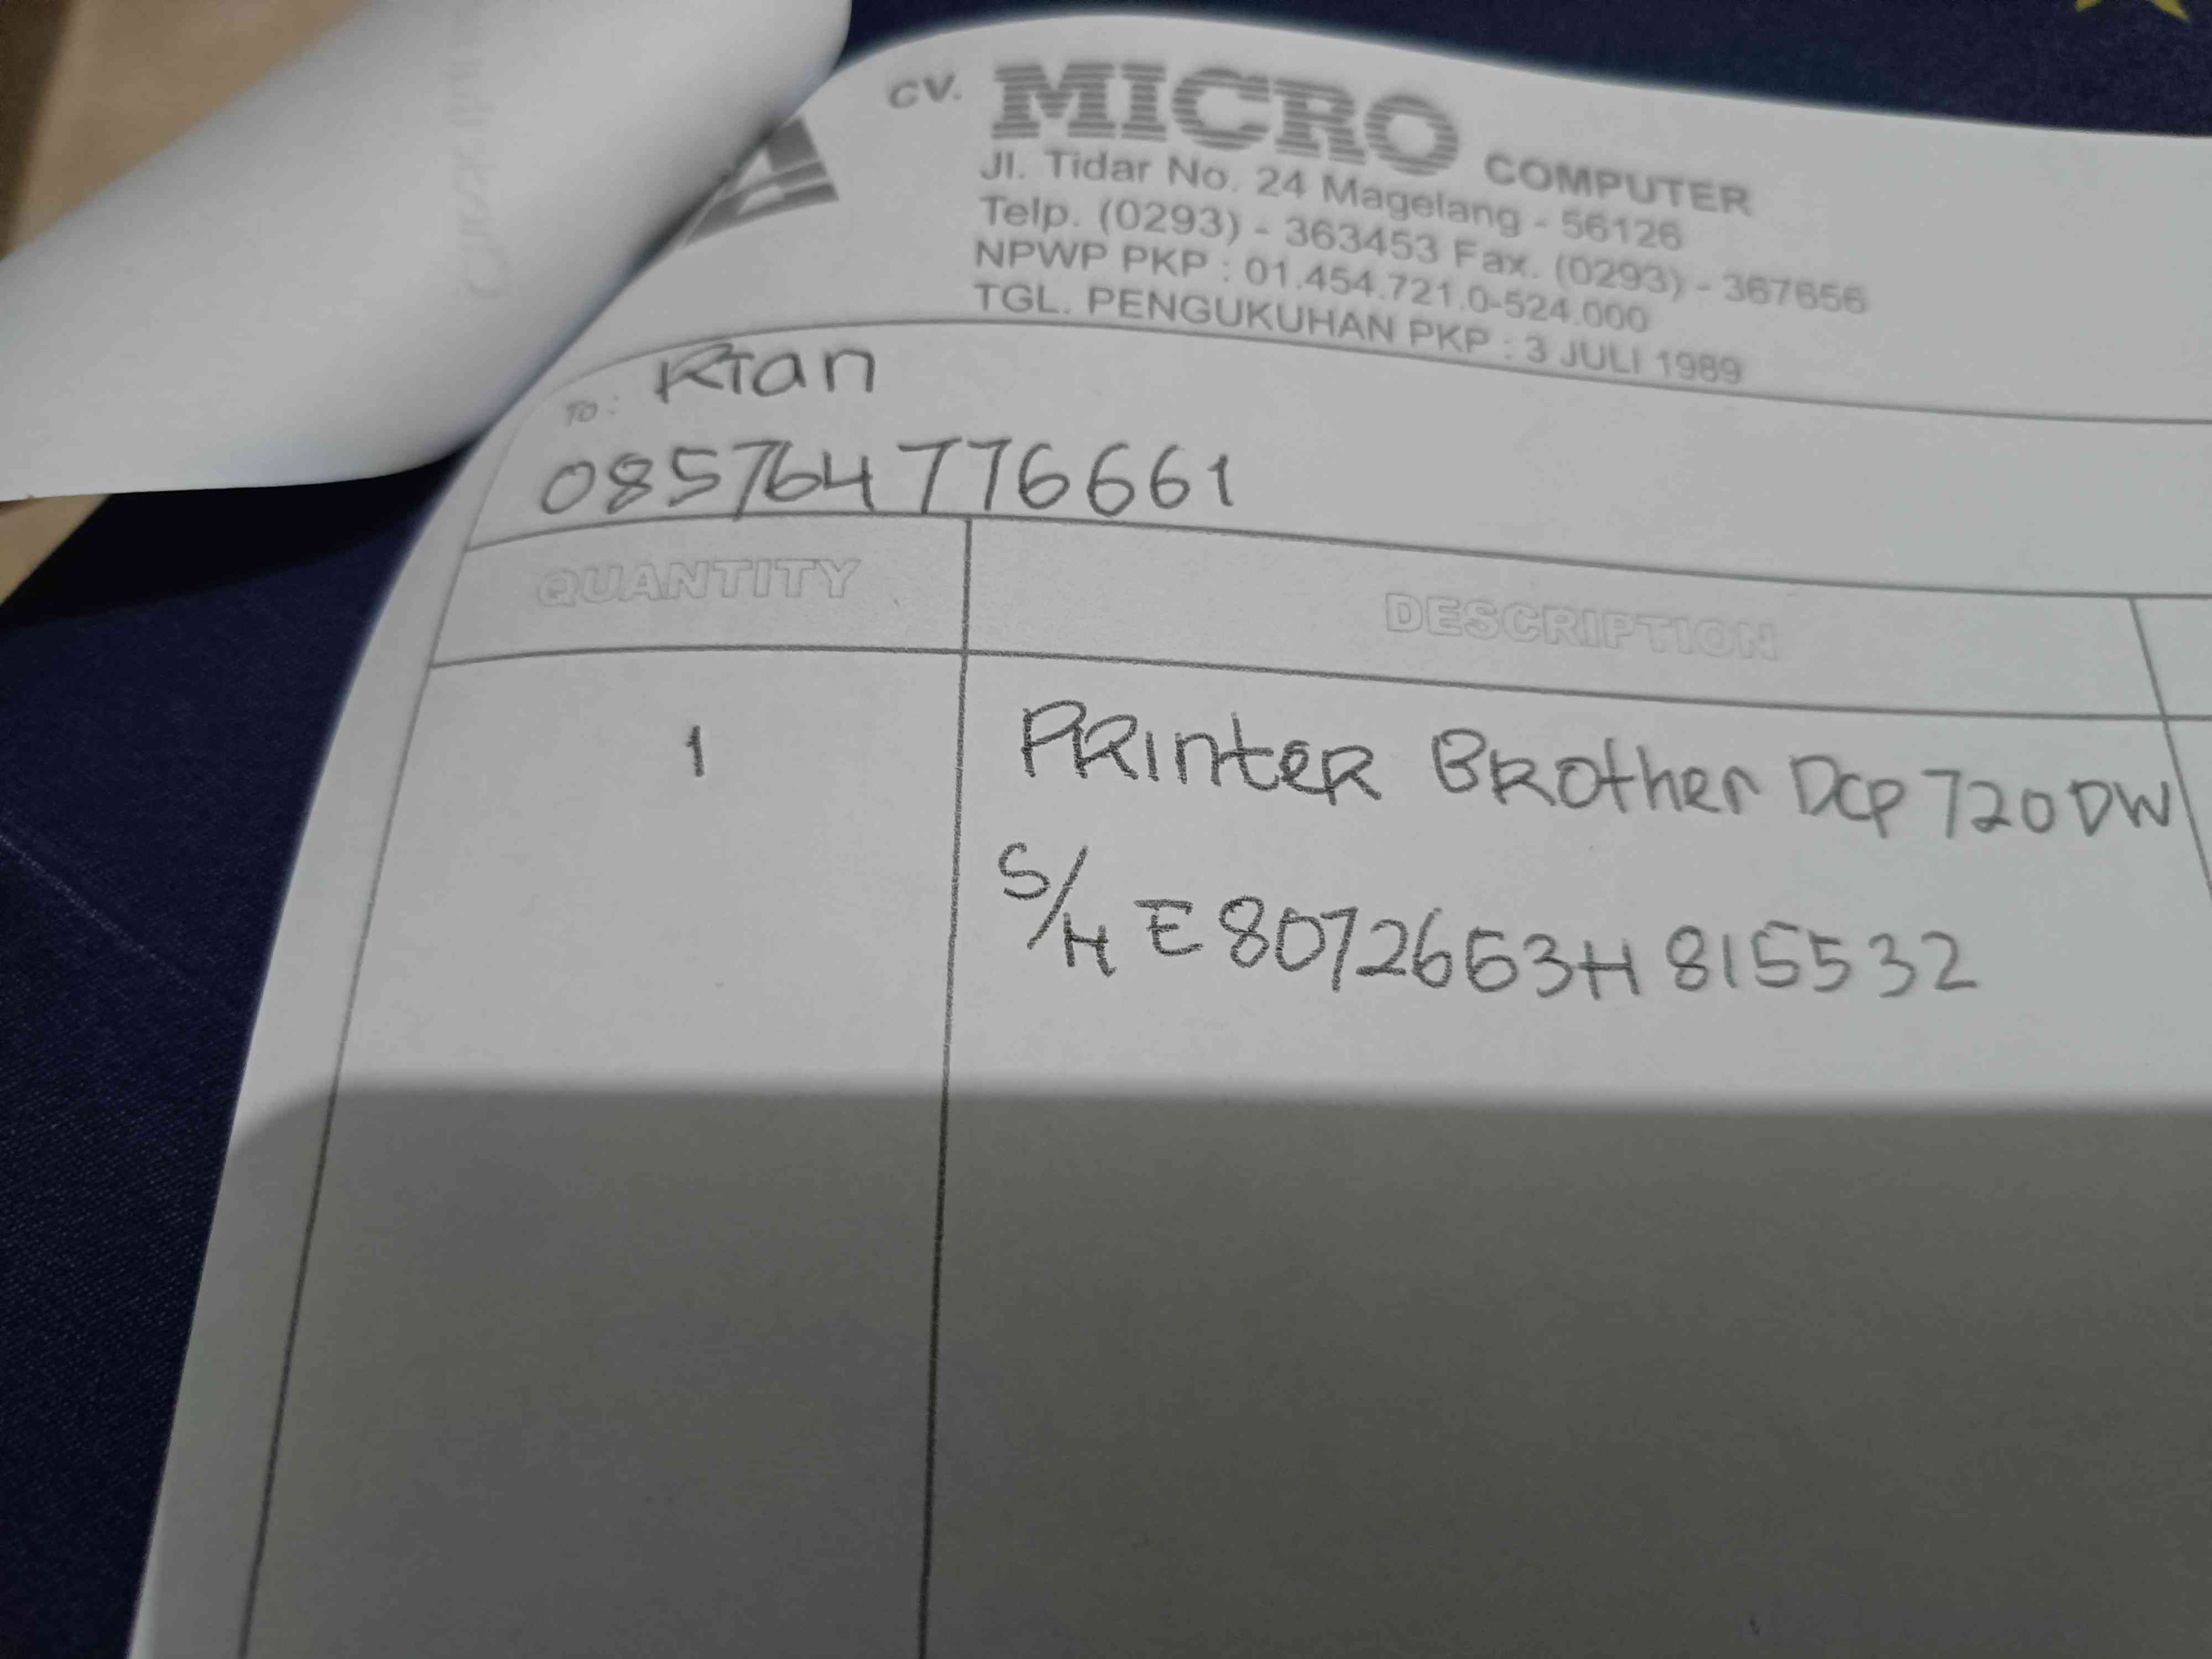 CV. MICRO COMPUTER
Jl. Tidar No. 24 Magelang - 56126
Telp. (0293) - 363453 Fax. (0293) - 367656
NPWP PKP : 01.454.721.0-524.000
TGL. PENGUKUHAN PKP : 3 JULI 1989
TO : RIan
085764776661
QUANTITY DESCRIPTION
1 PRInteR BRother DCP 720 DW
S/N E8072663H815532